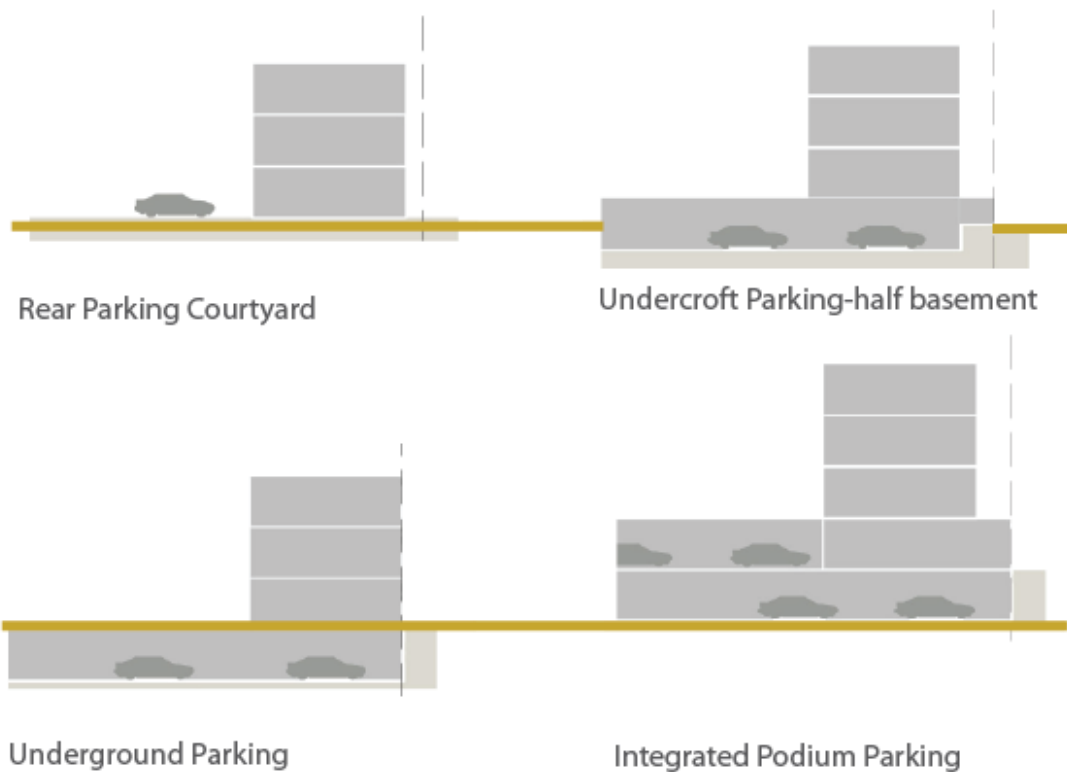 Rear Parking Courtyard
Undercroft Parking-half basement
Underground Parking
Integrated Podium Parking